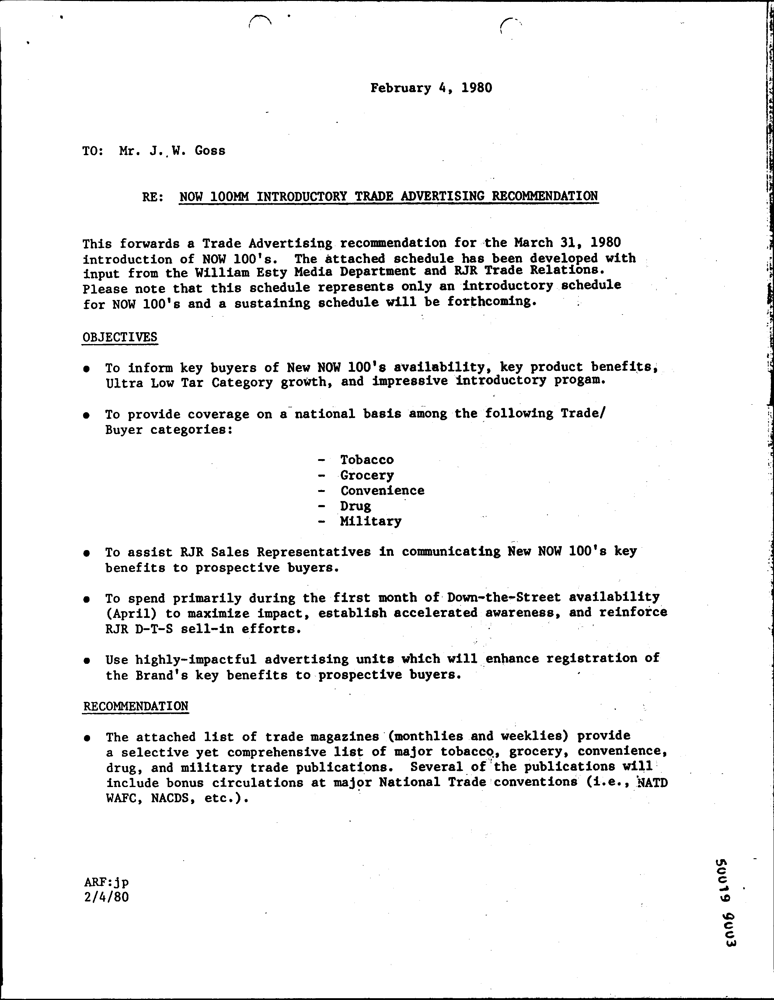 February 4, 1980
TO: Mr. J. W. Goss
RE: NOW 100MM INTRODUCTORY TRADE ADVERTISING RECOMMENDATION
This forwards a Trade Advertising recommendation for the March 31, 1980
introduction of NOW 100's. The attached schedule has been developed with
input from the William Esty Media Department and RJR Trade Relations.
Please note that this schedule represents only an introductory schedule
for NOW 100's and a sustaining schedule will be forthcoming.
OBJECTIVES
• To inform key buyers of New NOW 100's availability, key product benefits,
Ultra Low Tar Category growth, and impressive introductory progam.
• To provide coverage on a national basis among the following Trade/
Buyer categories:
- Tobacco
- Grocery
- Convenience
- Drug
- Military
• To assist RJR Sales Representatives in communicating New NOW 100's key
benefits to prospective buyers.
• To spend primarily during the first month of Down-the-Street availability
(April) to maximize impact, establish accelerated awareness, and reinforce
RJR D-T-S sell-in efforts.
• Use highly-impactful advertising units which will enhance registration of
the Brand's key benefits to prospective buyers.
RECOMMENDATION
• The attached list of trade magazines (monthlies and weeklies) provide
a selective yet comprehensive list of major tobacco, grocery, convenience,
drug, and military trade publications. Several of the publications will
include bonus circulations at major National Trade conventions (i.e., NATD
WAFC, NACDS, etc.).
ARF:jp
2/4/80
50019 9003